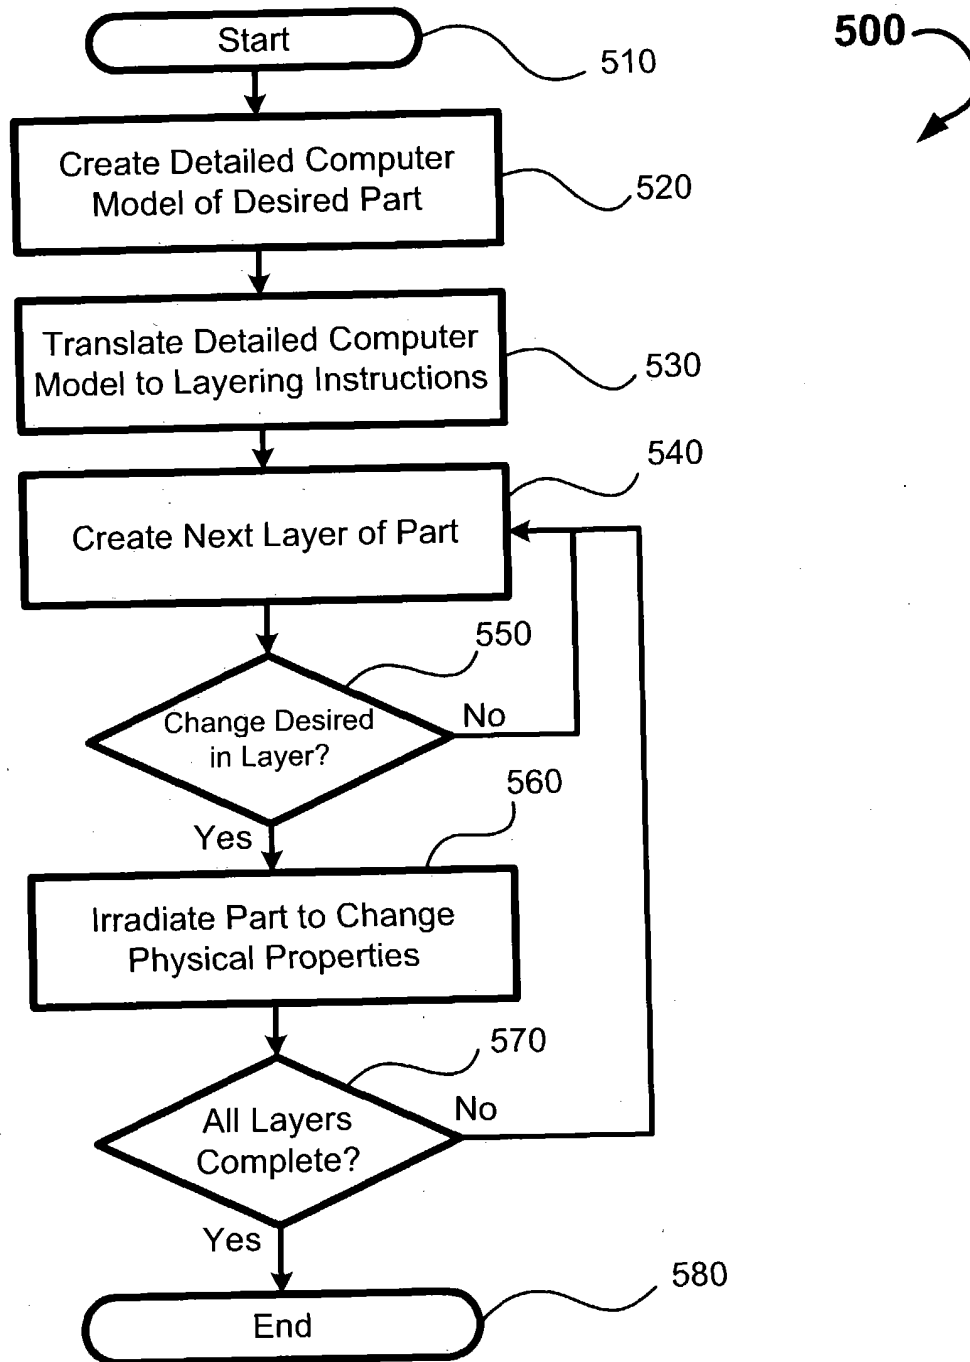 500
Start
510
Create Detailed Computer
Model of Desired Part
520
Translate Detailed Computer
Model to Layering Instructions
530
540
Create Next Layer of Part
550
Change Desired
in Layer?
No
560
Yes
Irradiate Part to Change
Physical Properties
570
All Layers
Complete?
No
Yes
580
End